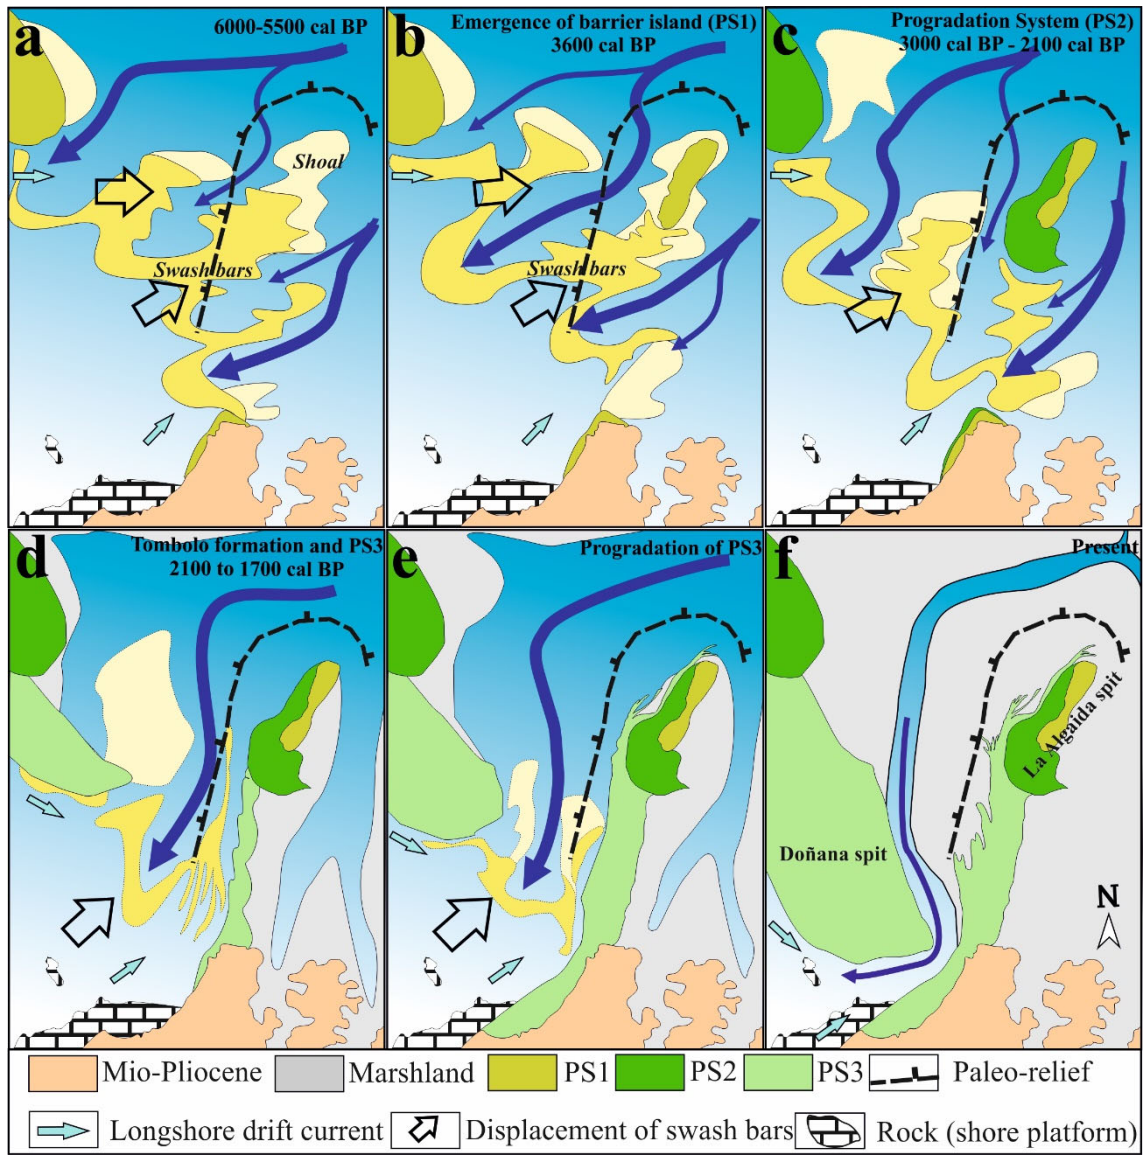 a
6000-5500 cal BP
Shoal
Swash bars
b
Emergence of barrier island (PS1)
3600 cal BP
Swash bars
c
Progradation System (PS2)
3000 cal BP - 2100 cal BP
d
Tombolo formation and PS3
2100 to 1700 cal BP
e
Progradation of PS3
f
Present
La Algaida spit
Doñana spit
N
Mio-Pliocene
Marshland
PS1
PS2
PS3
Paleo-relief
Longshore drift current
Displacement of swash bars
Rock (shore platform)